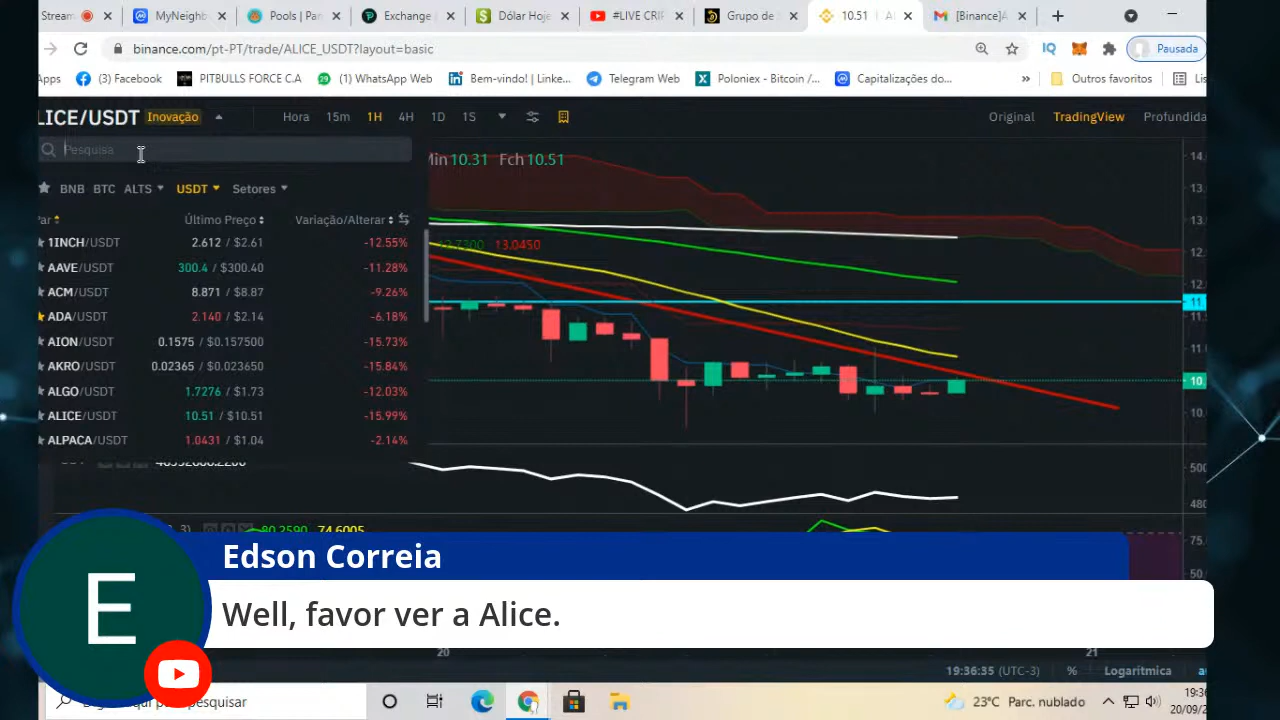 Stream
MyNeighb
Pools | Pan
Exchange |
Dólar Hoje
#LIVE CRIP
Grupo de S
10.51 | AL
[Binance]A
binance.com/pt-PT/trade/ALICE_USDT?layout=basic
Pausada
Apps
(3) Facebook
PITBULLS FORCE C.A
(1) WhatsApp Web
Bem-vindo! | Linke...
Telegram Web
Poloniex - Bitcoin /...
Capitalizações do...
»
Outros favoritos
LICE/USDT
Inovação
Hora 15m 1H 4H 1D 1S
Original TradingView Profundida
Pesquisa
Min 10.31 Fch 10.51
BNB BTC ALTS USDT Setores
Par Último Preço Variação/Alterar
1INCH/USDT 2.612 / $2.61 -12.55%
AAVE/USDT 300.4 / $300.40 -11.28%
ACM/USDT 8.871 / $8.87 -9.26%
ADA/USDT 2.140 / $2.14 -6.18%
AION/USDT 0.1575 / $0.157500 -15.73%
AKRO/USDT 0.02365 / $0.023650 -15.84%
ALGO/USDT 1.7276 / $1.73 -12.03%
ALICE/USDT 10.51 / $10.51 -15.99%
ALPACA/USDT 1.0431 / $1.04 -2.14%
13.0450
80.2590 74.6005
Edson Correia
E
Well, favor ver a Alice.
20
21
19:36:35 (UTC-3) % Logarítmica
pesquisar
23°C Parc. nublado